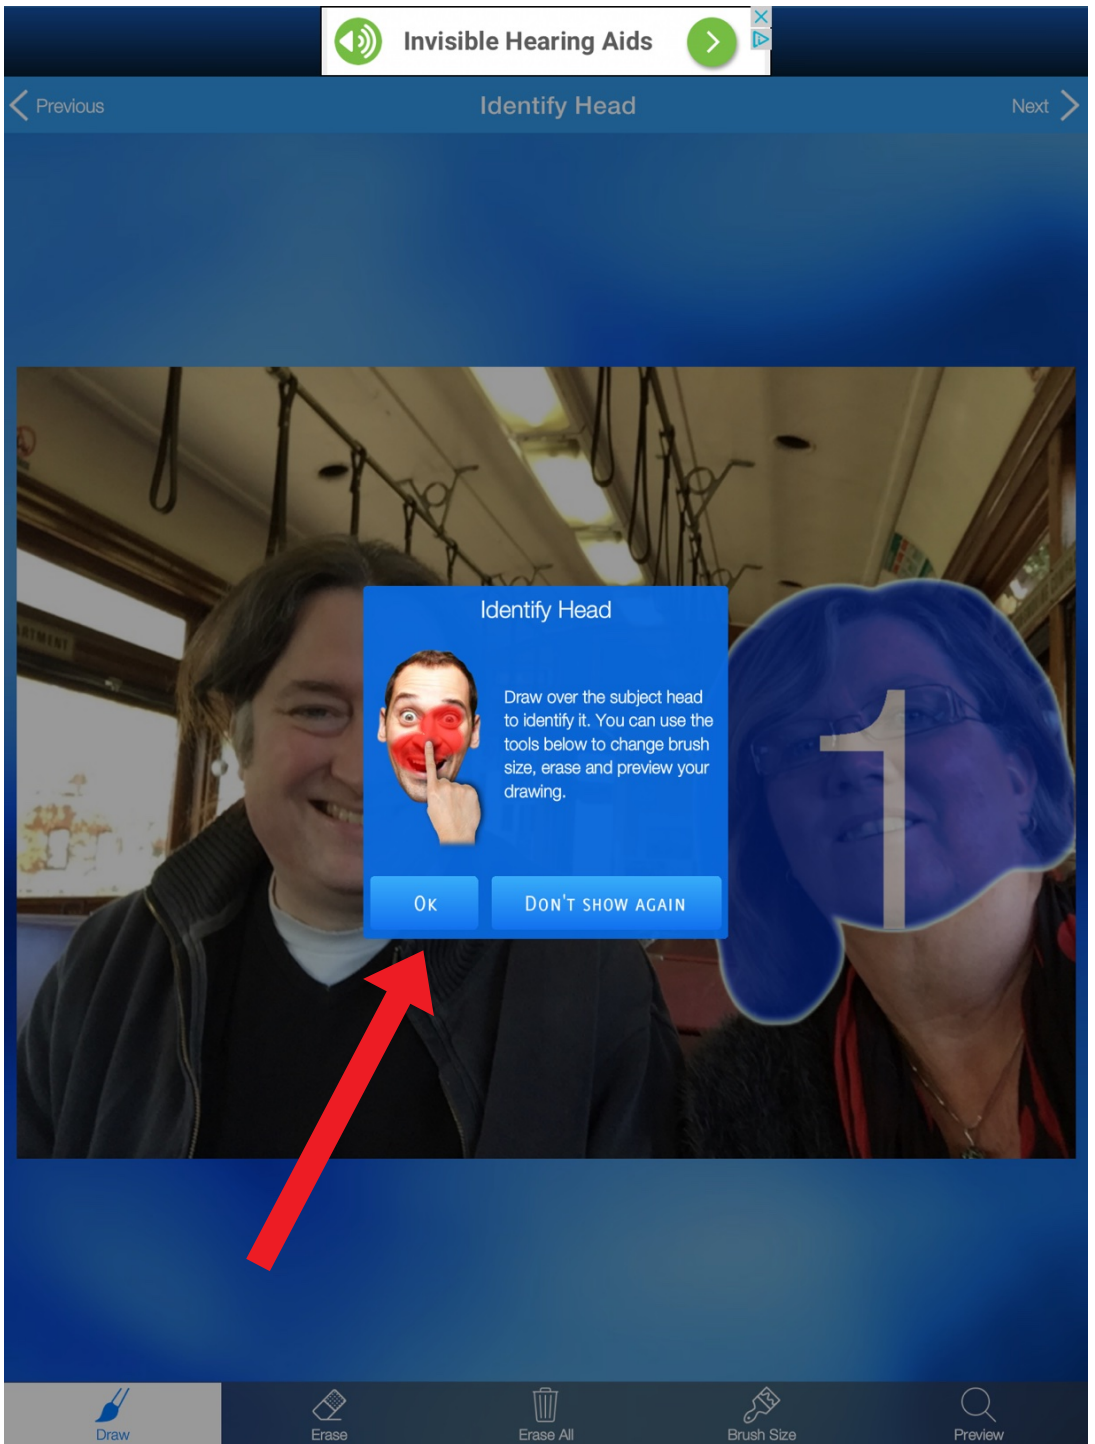 Invisible Hearing Aids
Previous
Identify Head
Next
ARTMENT
1
Identify Head
Draw over the subject head
to identify it. You can use the
tools below to change brush
size, erase and preview your
drawing.
Ok
Don't show again
Draw
Erase
Erase All
Brush Size
Preview